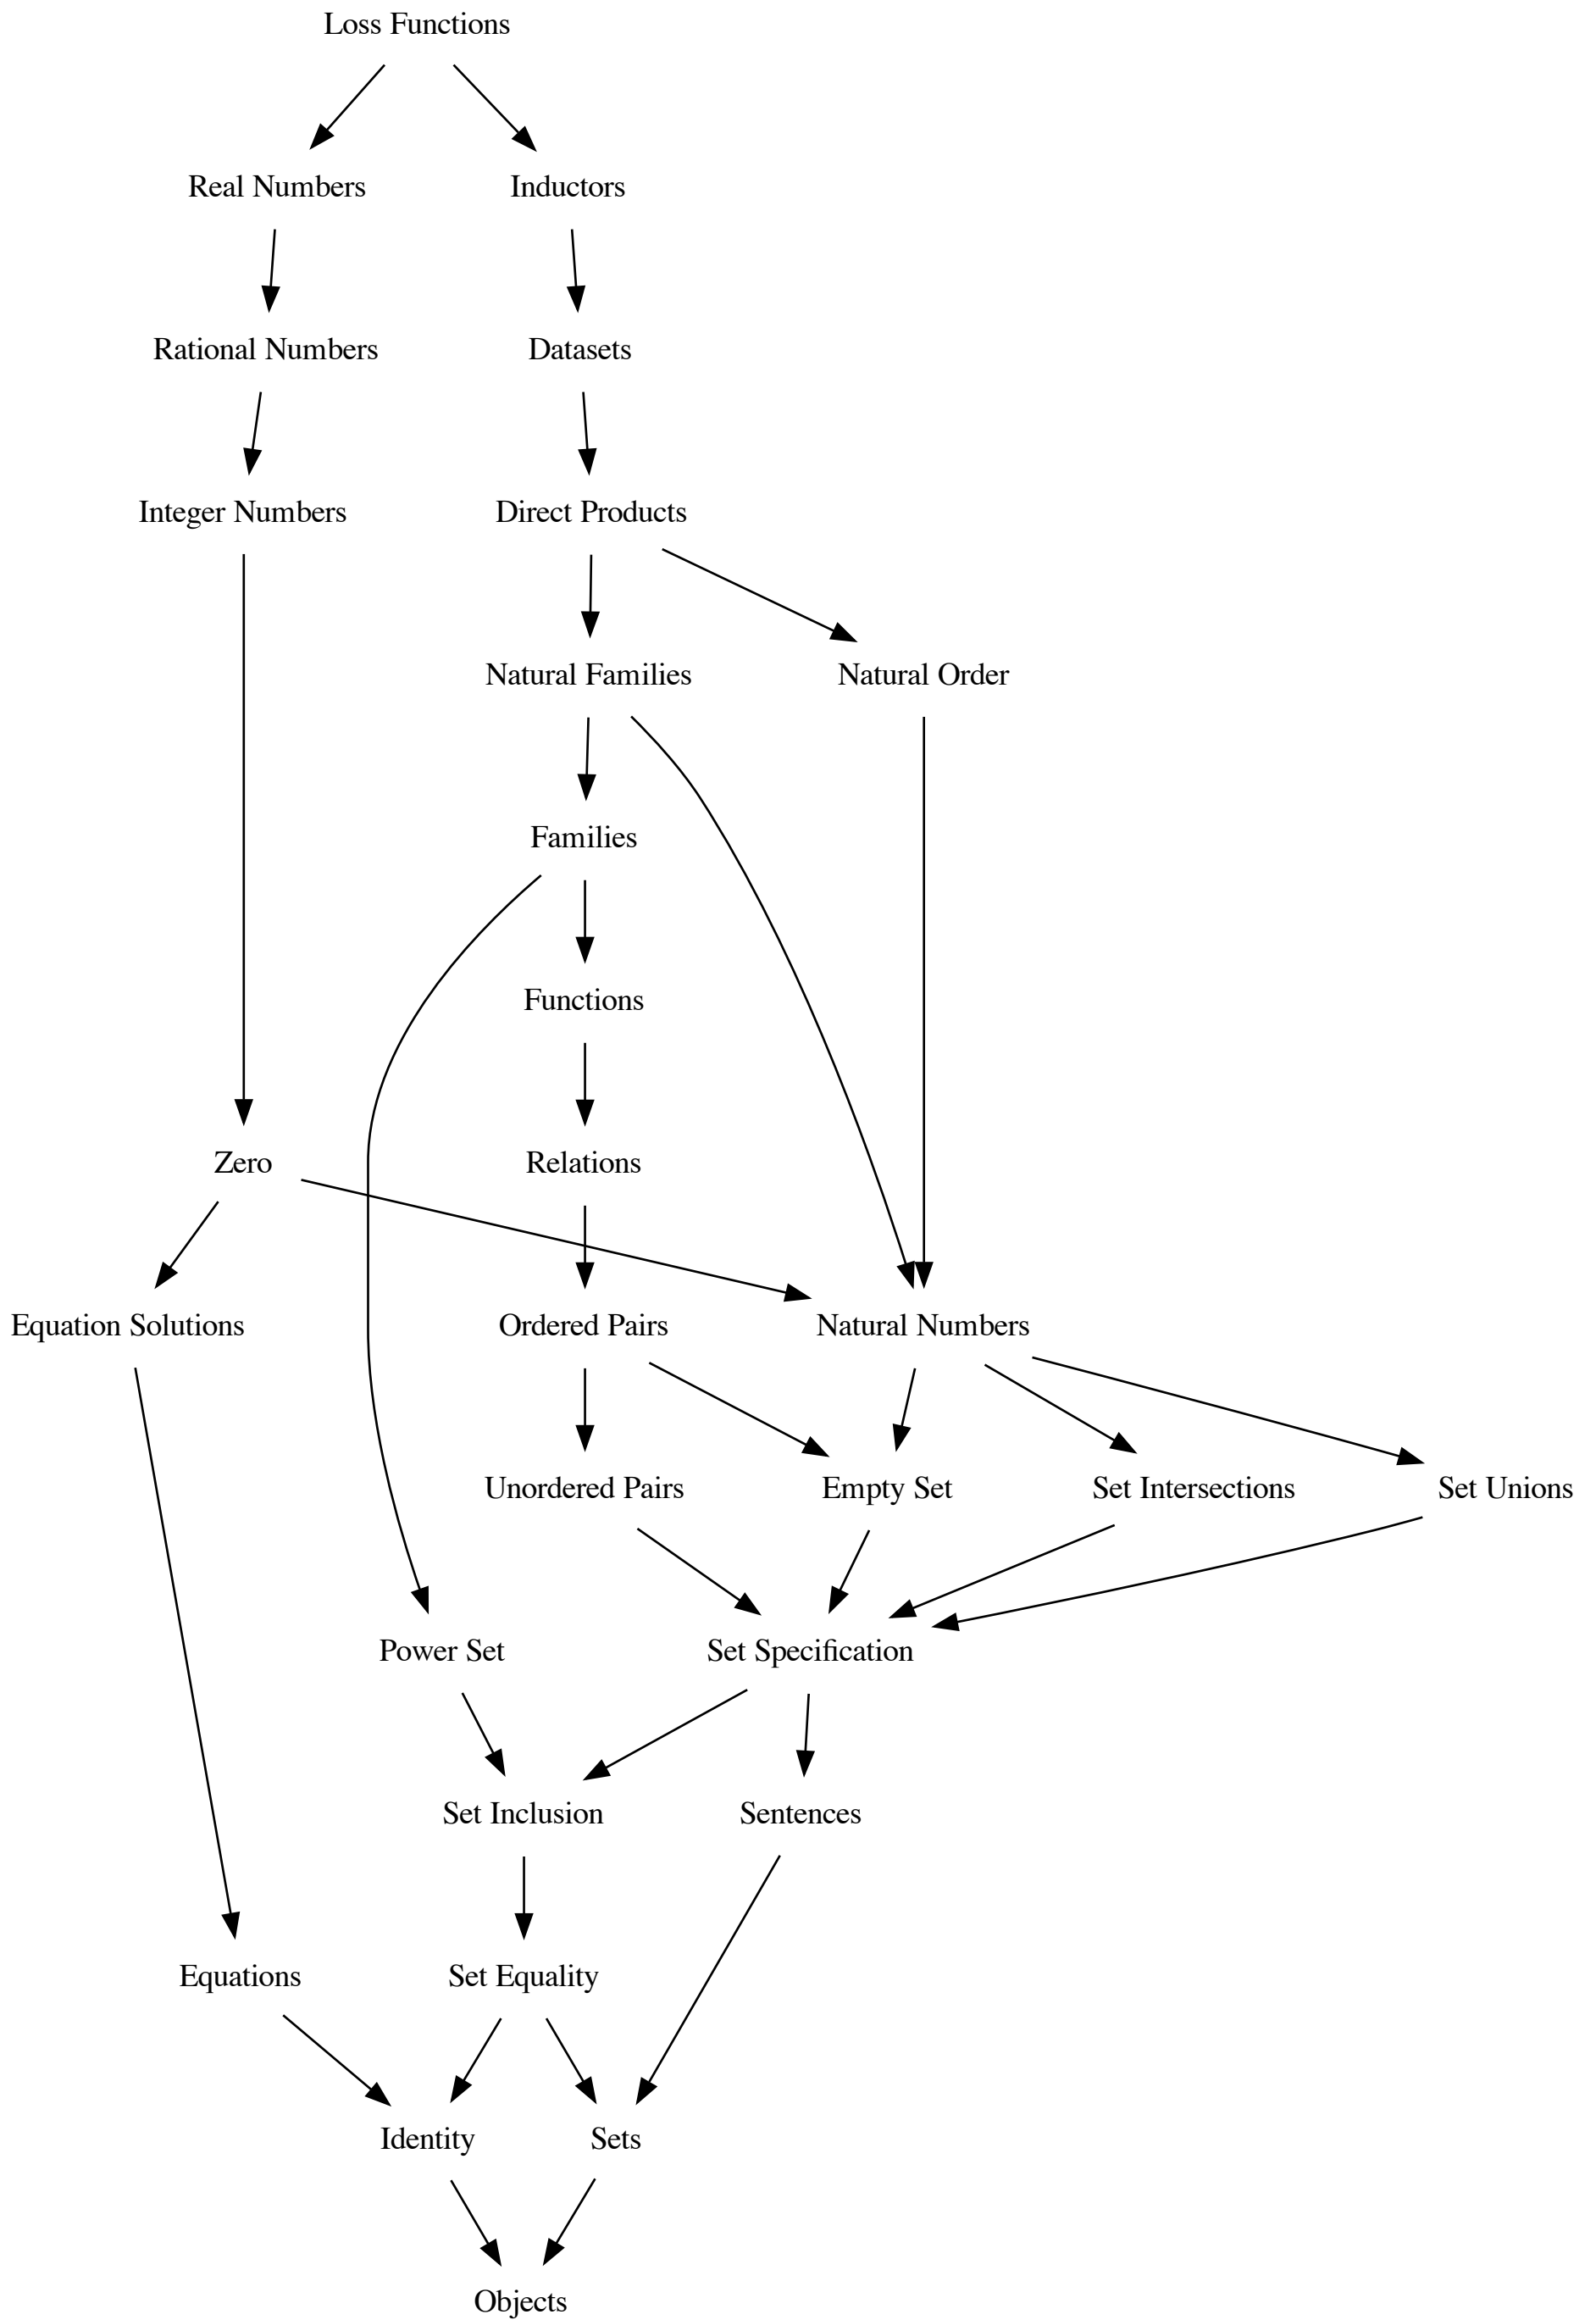 Loss Functions
Real Numbers
Inductors
Rational Numbers
Datasets
Integer Numbers
Direct Products
Natural Families
Natural Order
Families
Functions
Zero
Relations
Equation Solutions
Ordered Pairs
Natural Numbers
Unordered Pairs
Empty Set
Set Intersections
Set Unions
Power Set
Set Specification
Set Inclusion
Sentences
Equations
Set Equality
Identity
Sets
Objects